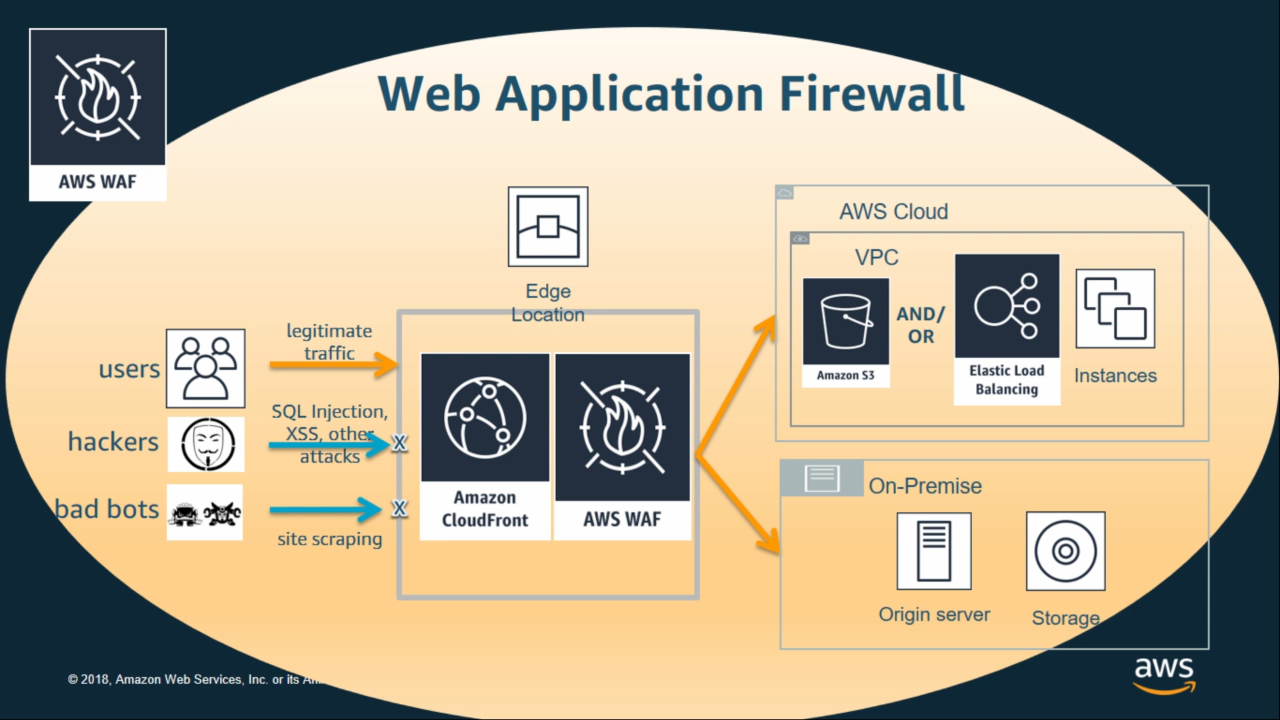 Web Application Firewall
AWS WAF
Edge
Location
AWS Cloud
VPC
Amazon S3
AND/
OR
Elastic Load
Balancing
Instances
users
legitimate
traffic
hackers
SQL Injection,
XSS, other
attacks
X
bad bots
X
site scraping
Amazon
CloudFront
AWS WAF
On-Premise
Origin server
Storage
© 2018, Amazon Web Services, Inc. or its
aws